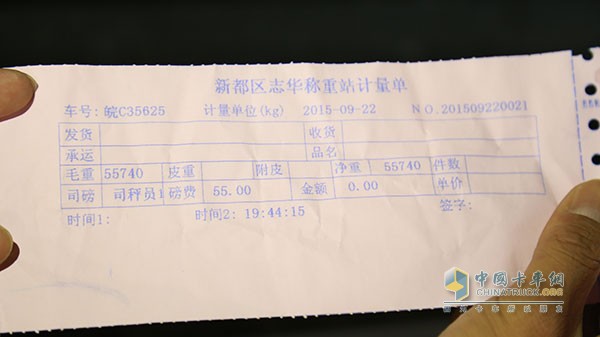 新都区志华称重站计量单
车号: 皖C35625 计量单位(kg) 2015-09-22 NO.201509220021
发货 收货
承运 品名
毛重 55740 皮重 附皮 净重 55740 件数
司磅 司秤员1 磅费 55.00 金额 0.00 单价
时间1: 时间2: 19:44:15 签字:
中国卡车网
CHINATRUCK.ORG